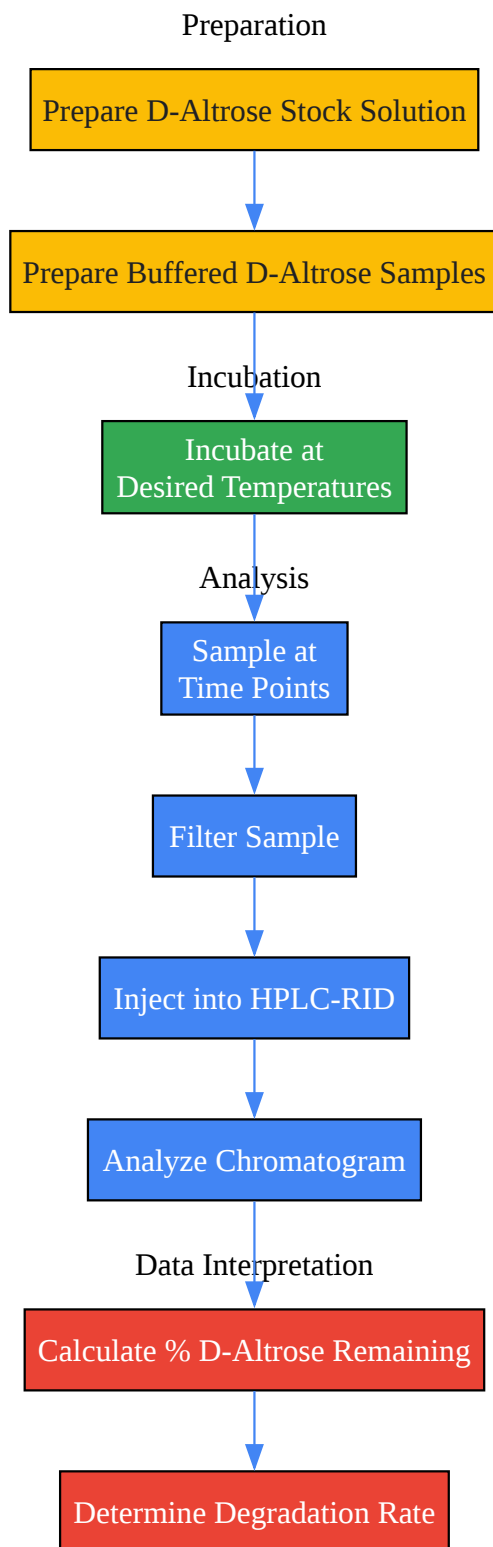 Preparation
Prepare D-Altrose Stock Solution
Prepare Buffered D-Altrose Samples
Incubation
Incubate at
Desired Temperatures
Analysis
Sample at
Time Points
Filter Sample
Inject into HPLC-RID
Analyze Chromatogram
Data Interpretation
Calculate % D-Altrose Remaining
Determine Degradation Rate